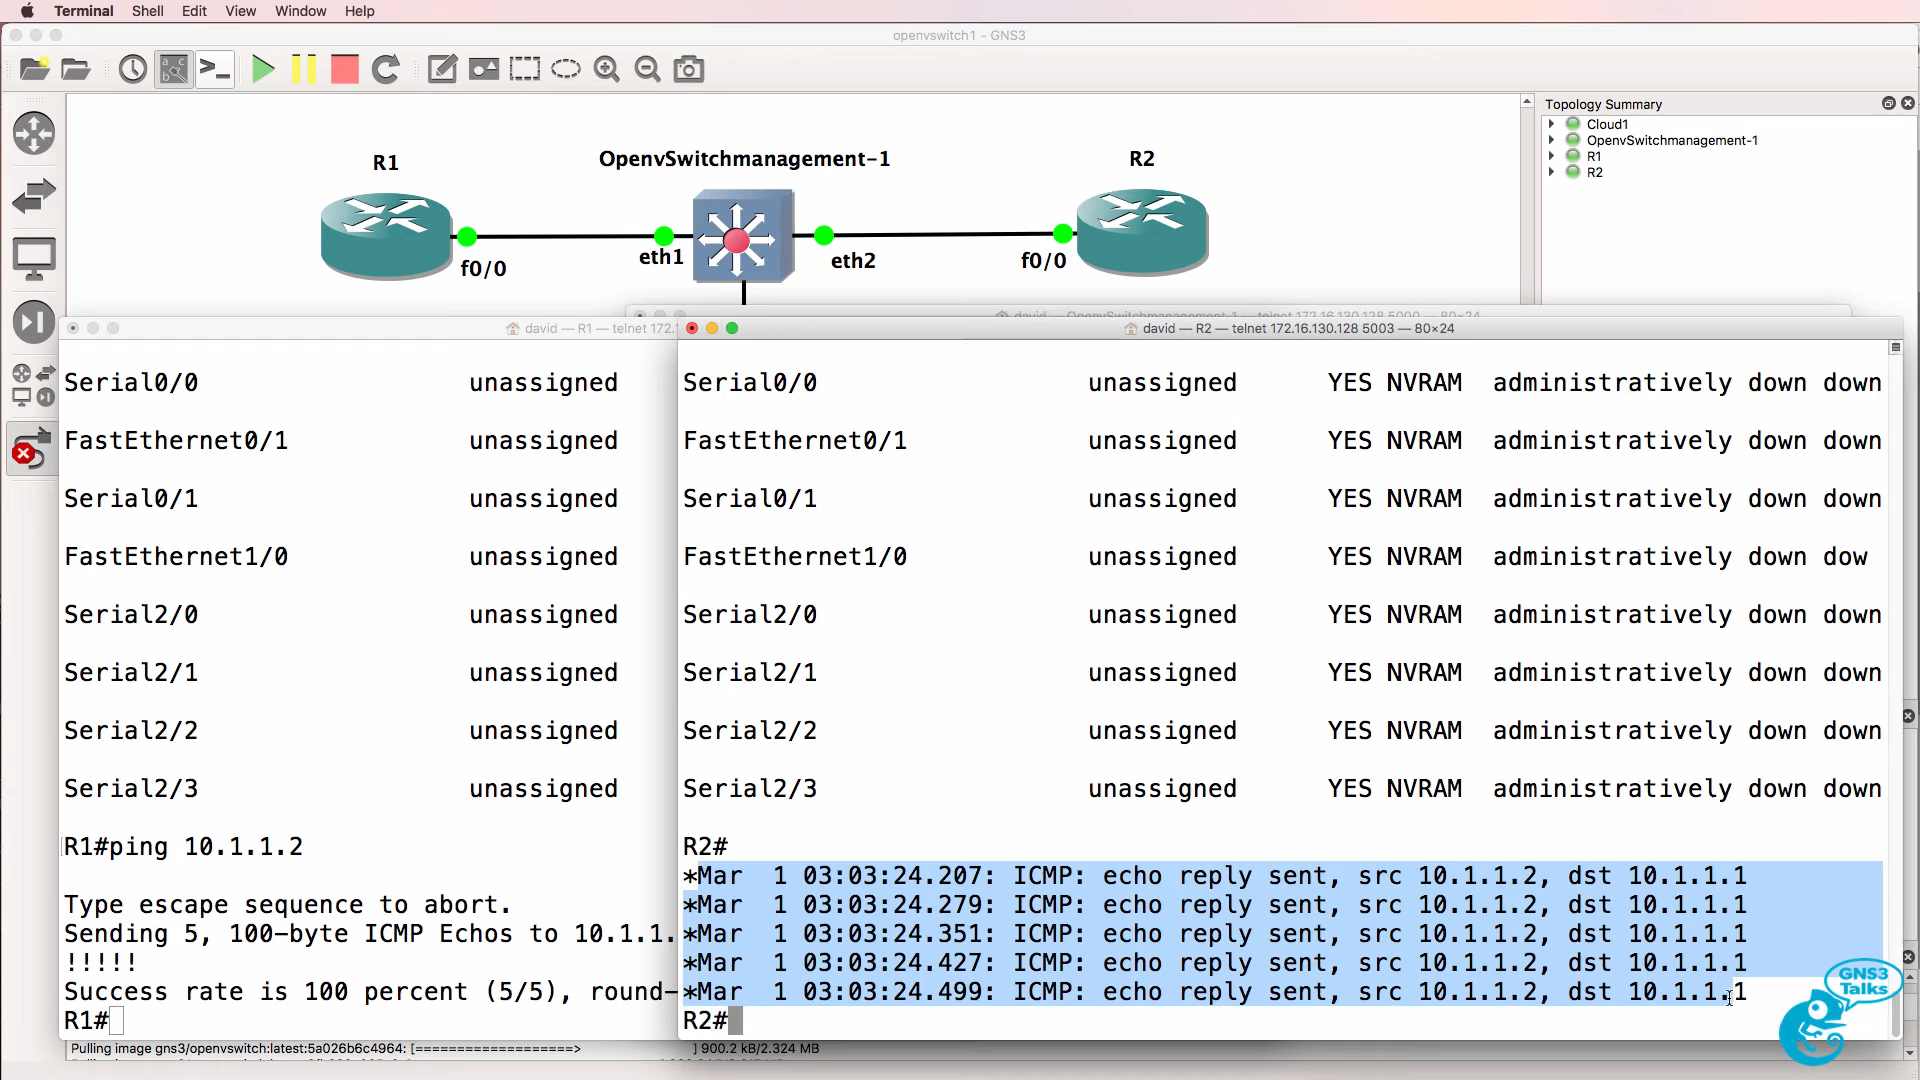 Terminal Shell Edit View Window Help
openvswitch1 - GNS3
Topology Summary
Cloud1
OpenvSwitchmanagement-1
R1
R2
R1
OpenvSwitchmanagement-1
R2
f0/0
eth1
eth2
f0/0
david — R1 — telnet 172.1
Serial0/0 unassigned
FastEthernet0/1 unassigned
Serial0/1 unassigned
FastEthernet1/0 unassigned
Serial2/0 unassigned
Serial2/1 unassigned
Serial2/2 unassigned
Serial2/3 unassigned
R1#ping 10.1.1.2
Type escape sequence to abort.
Sending 5, 100-byte ICMP Echos to 10.1.1.
!!!!!
Success rate is 100 percent (5/5), round-
R1#
david — R2 — telnet 172.16.130.128 5003 — 80×24
Serial0/0 unassigned YES NVRAM administratively down down
FastEthernet0/1 unassigned YES NVRAM administratively down down
Serial0/1 unassigned YES NVRAM administratively down down
FastEthernet1/0 unassigned YES NVRAM administratively down dow
Serial2/0 unassigned YES NVRAM administratively down down
Serial2/1 unassigned YES NVRAM administratively down down
Serial2/2 unassigned YES NVRAM administratively down down
Serial2/3 unassigned YES NVRAM administratively down down
R2#
*Mar 1 03:03:24.207: ICMP: echo reply sent, src 10.1.1.2, dst 10.1.1.1
*Mar 1 03:03:24.279: ICMP: echo reply sent, src 10.1.1.2, dst 10.1.1.1
*Mar 1 03:03:24.351: ICMP: echo reply sent, src 10.1.1.2, dst 10.1.1.1
*Mar 1 03:03:24.427: ICMP: echo reply sent, src 10.1.1.2, dst 10.1.1.1
*Mar 1 03:03:24.499: ICMP: echo reply sent, src 10.1.1.2, dst 10.1.1.1
R2#
Pulling image gns3/openvswitch:latest:5a026b6c4964: [===================> ] 900.2 kB/2.324 MB
GNS3
Talks